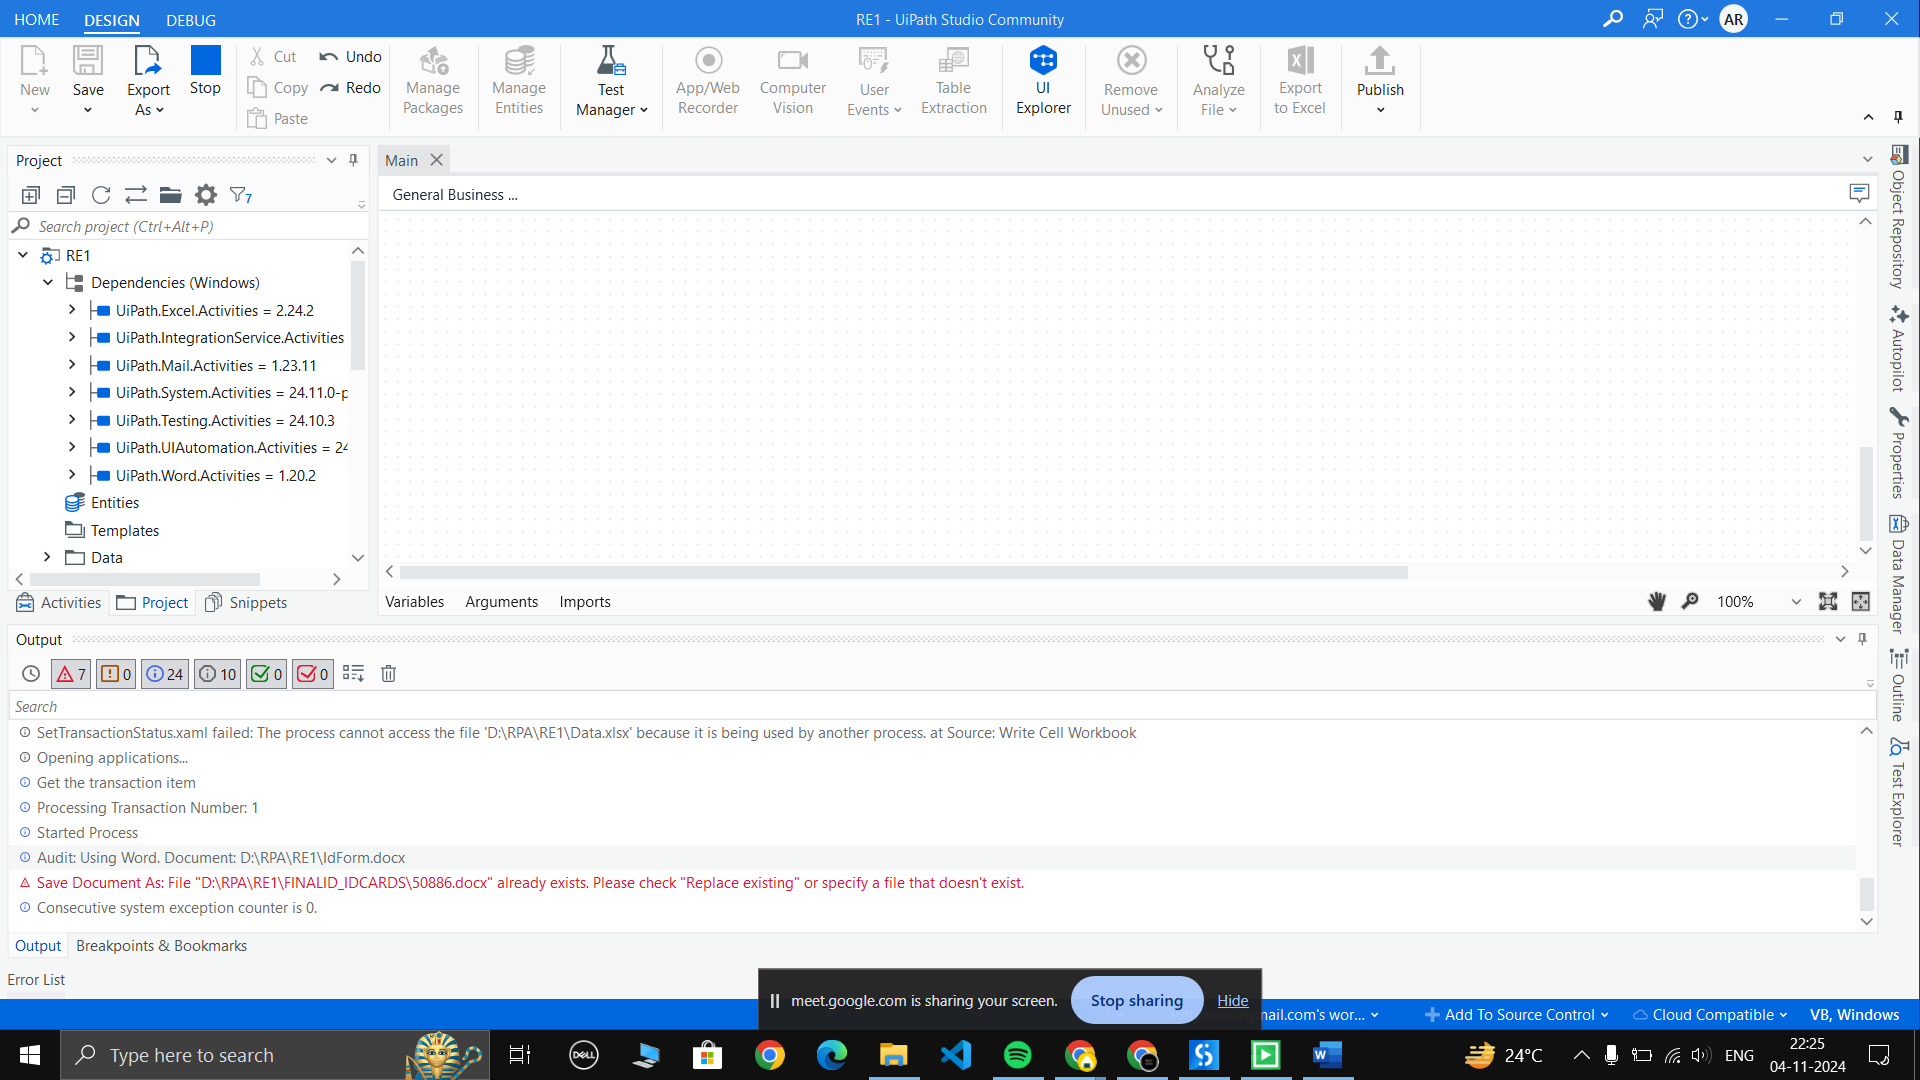 HOME DESIGN DEBUG
RE1 - UiPath Studio Community
AR
New
Save
Export
As
Stop
Cut
Copy
Paste
Undo
Redo
Manage
Packages
Manage
Entities
Test
Manager
App/Web
Recorder
Computer
Vision
User
Events
Table
Extraction
UI
Explorer
Remove
Unused
Analyze
File
Export
to Excel
Publish
Project
7
Search project (Ctrl+Alt+P)
RE1
Dependencies (Windows)
UiPath.Excel.Activities = 2.24.2
UiPath.IntegrationService.Activities
UiPath.Mail.Activities = 1.23.11
UiPath.System.Activities = 24.11.0-p
UiPath.Testing.Activities = 24.10.3
UiPath.UIAutomation.Activities = 24
UiPath.Word.Activities = 1.20.2
Entities
Templates
Data
Activities Project Snippets
Main
General Business ...
Variables Arguments Imports
100%
Object Repository
Autopilot
Properties
Data Manager
Outline
Test Explorer
Output
7 0 24 10 0 0
Search
SetTransactionStatus.xaml failed: The process cannot access the file 'D:\RPA\RE1\Data.xlsx' because it is being used by another process. at Source: Write Cell Workbook
Opening applications...
Get the transaction item
Processing Transaction Number: 1
Started Process
Audit: Using Word. Document: D:\RPA\RE1\IdForm.docx
Save Document As: File "D:\RPA\RE1\FINALID_IDCARDS\50886.docx" already exists. Please check "Replace existing" or specify a file that doesn't exist.
Consecutive system exception counter is 0.
Output Breakpoints & Bookmarks
Error List
meet.google.com is sharing your screen. Stop sharing Hide
gmail.com's wor...
Add To Source Control
Cloud Compatible
VB, Windows
Type here to search
DELL
24°C
ENG
22:25
04-11-2024